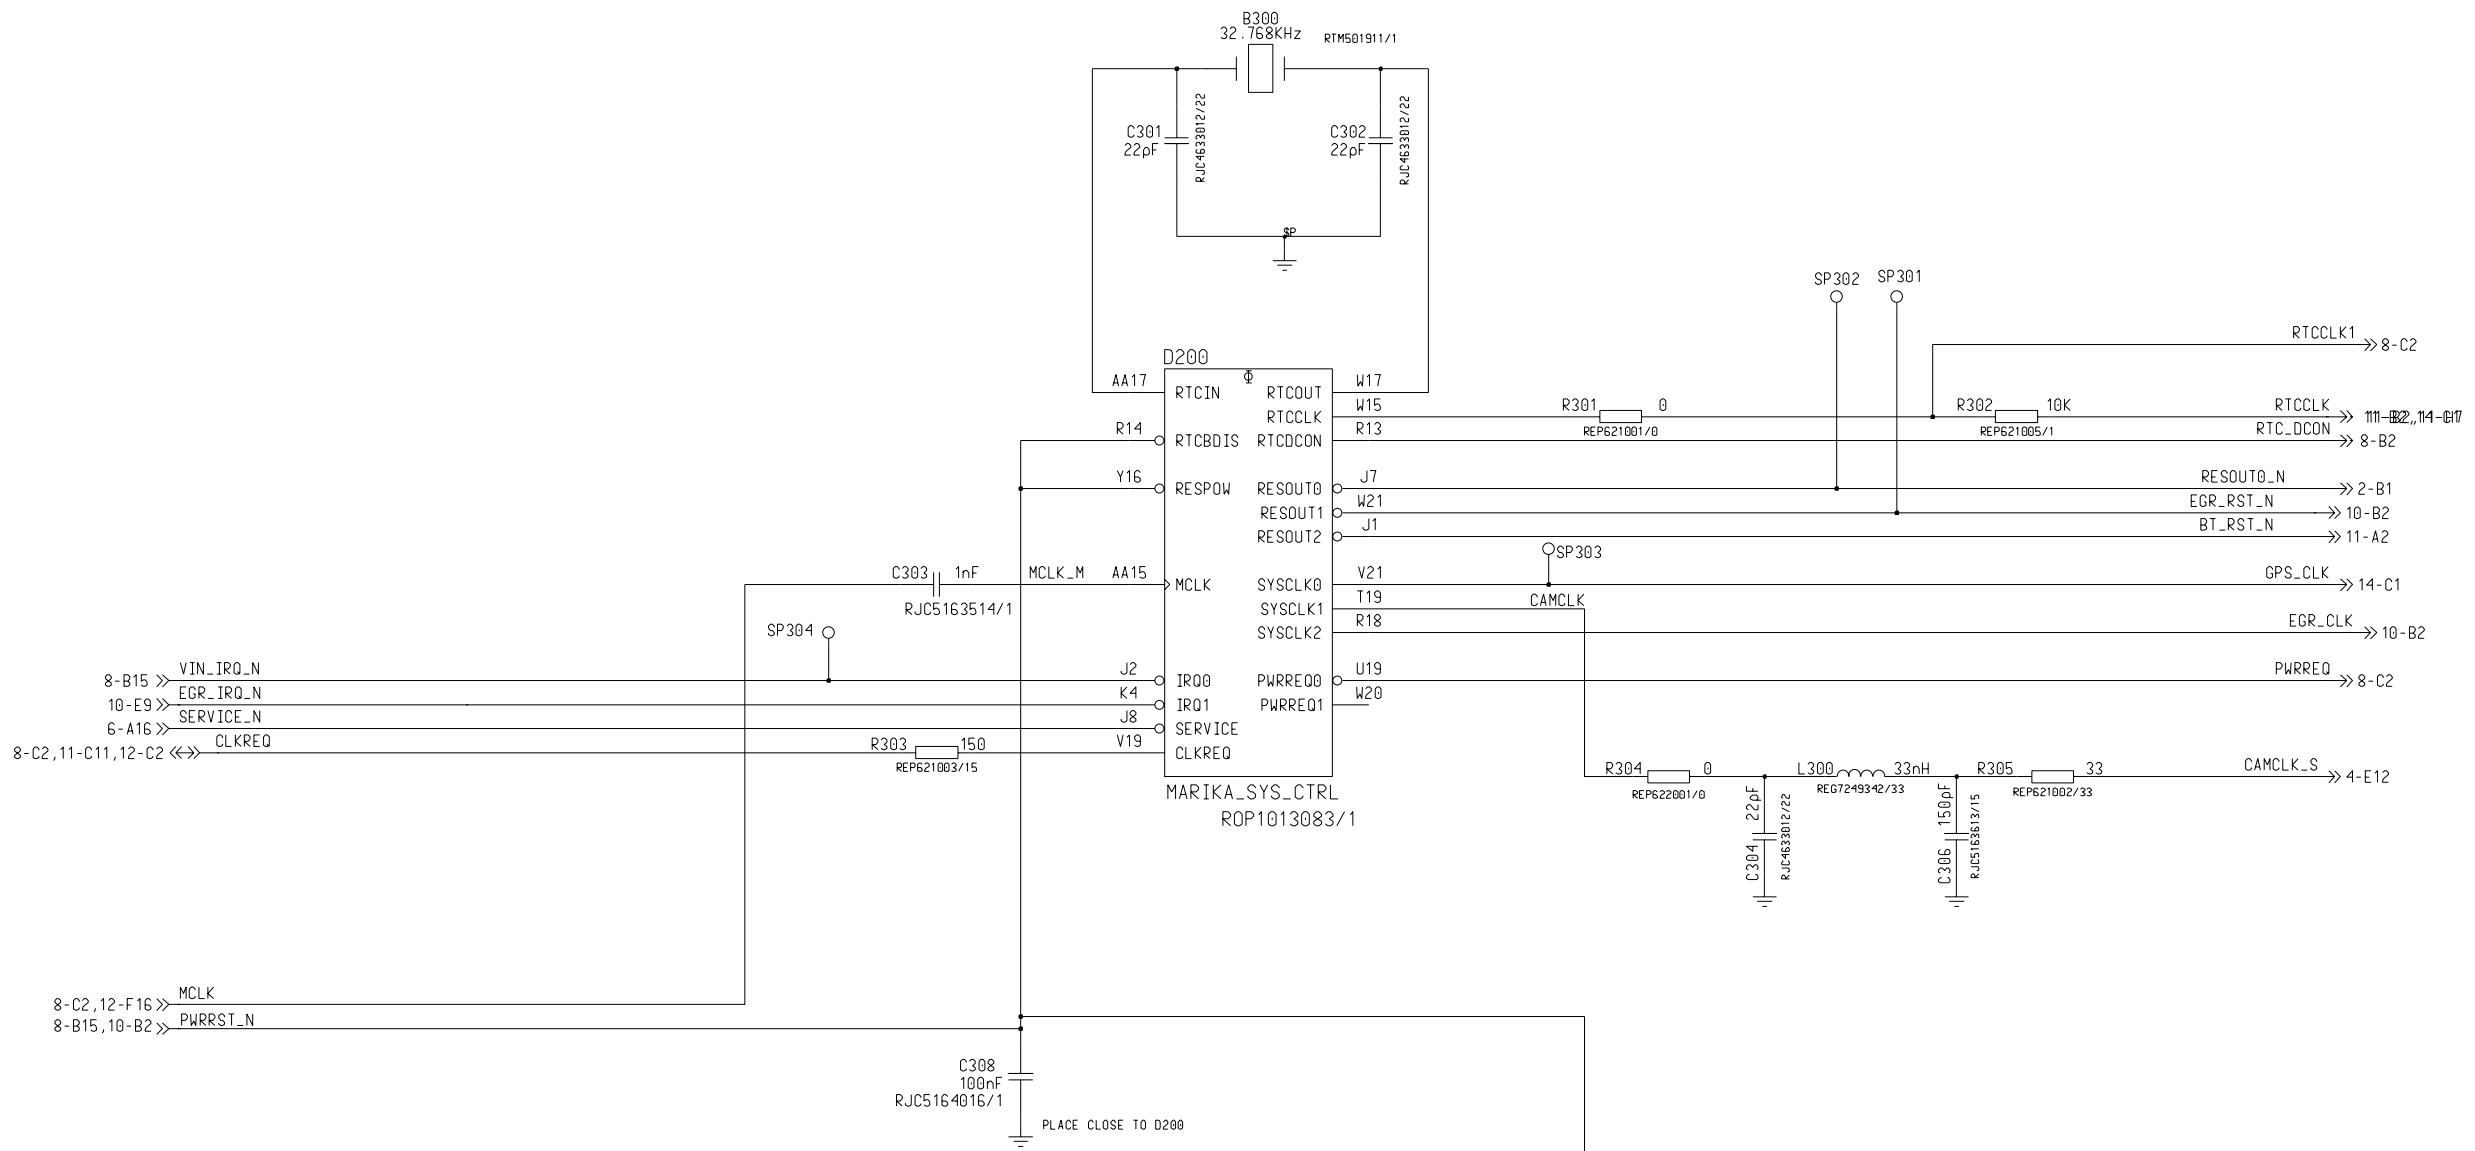 B300
32.768KHz
RTM501911/1
C301
22pF
RJC4633012/22
C302
22pF
RJC4633012/22
SP302
SP301
RTCCLK1
8-C2
D200
AA17
RTCIN
RTCOUT
W17
RTCCLK
W15
R301
0
REP621001/0
R302
10K
REP621005/1
RTCCLK
R14
RTCBDIS
RTCDCON
R13
RTC_DCON
8-B2
Y16
RESPOW
RESOUT0
J7
RESOUT0_N
2-B1
RESOUT1
W21
EGR_RST_N
10-B2
RESOUT2
J1
BT_RST_N
11-A2
SP303
C303
1nF
RJC5163514/1
MCLK_M
AA15
MCLK
SYSCLK0
V21
GPS_CLK
14-C1
SYSCLK1
T19
CAMCLK
SYSCLK2
R18
EGR_CLK
10-B2
SP304
8-B15
VIN_IRQ_N
J2
IRQ0
PWRREQ0
U19
PWRREQ
8-C2
10-E9
EGR_IRQ_N
K4
IRQ1
PWRREQ1
W20
6-A16
SERVICE_N
J8
SERVICE
8-C2,11-C11,12-C2
CLKREQ
R303
150
REP621003/15
V19
CLKREQ
MARIKA_SYS_CTRL
ROP1013083/1
R304
0
REP622001/0
L300
33nH
REG7249342/33
R305
33
REP621002/33
CAMCLK_S
4-E12
C304
22pF
RJC4633012/22
C306
150pF
RJC5163613/15
8-C2,12-F16
MCLK
8-B15,10-B2
PWRRST_N
C308
100nF
RJC5164016/1
PLACE CLOSE TO D200